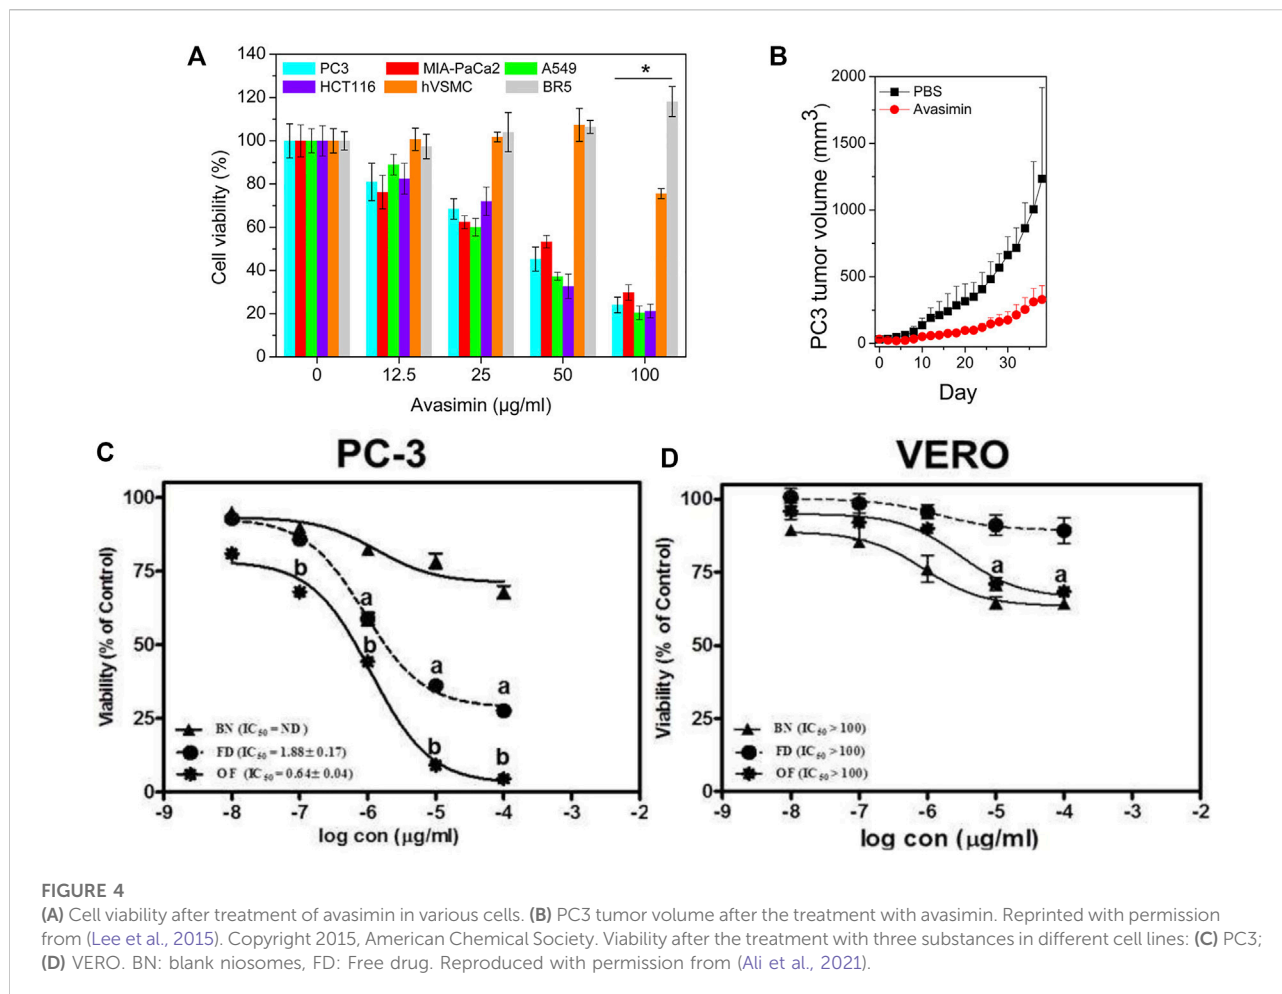 A
140
120
100
80
60
40
20
0
Cell viability (%)
PC3 MIA-PaCa2 A549
HCT116 hVSMC BR5
*
0 12.5 25 50 100
Avasimin (µg/ml)
B
2000
1500
1000
500
0
PC3 tumor volume (mm3)
PBS
Avasimin
0 10 20 30
Day
C
PC-3
100
75
50
25
0
Viability (% of Control)
b
a
b
a
a
b
b
BN (IC50 = ND)
FD (IC50 = 1.88± 0.17)
OF (IC50 = 0.64± 0.04)
-9 -8 -7 -6 -5 -4 -3 -2
log con (µg/ml)
D
VERO
100
75
50
25
0
Viability (% of Control)
a
a
BN (IC50 > 100)
FD (IC50 > 100)
OF (IC50 > 100)
-9 -8 -7 -6 -5 -4 -3 -2
log con (µg/ml)
FIGURE 4
(A) Cell viability after treatment of avasimin in various cells. (B) PC3 tumor volume after the treatment with avasimin. Reprinted with permission
from (Lee et al., 2015). Copyright 2015, American Chemical Society. Viability after the treatment with three substances in different cell lines: (C) PC3;
(D) VERO. BN: blank niosomes, FD: Free drug. Reproduced with permission from (Ali et al., 2021).